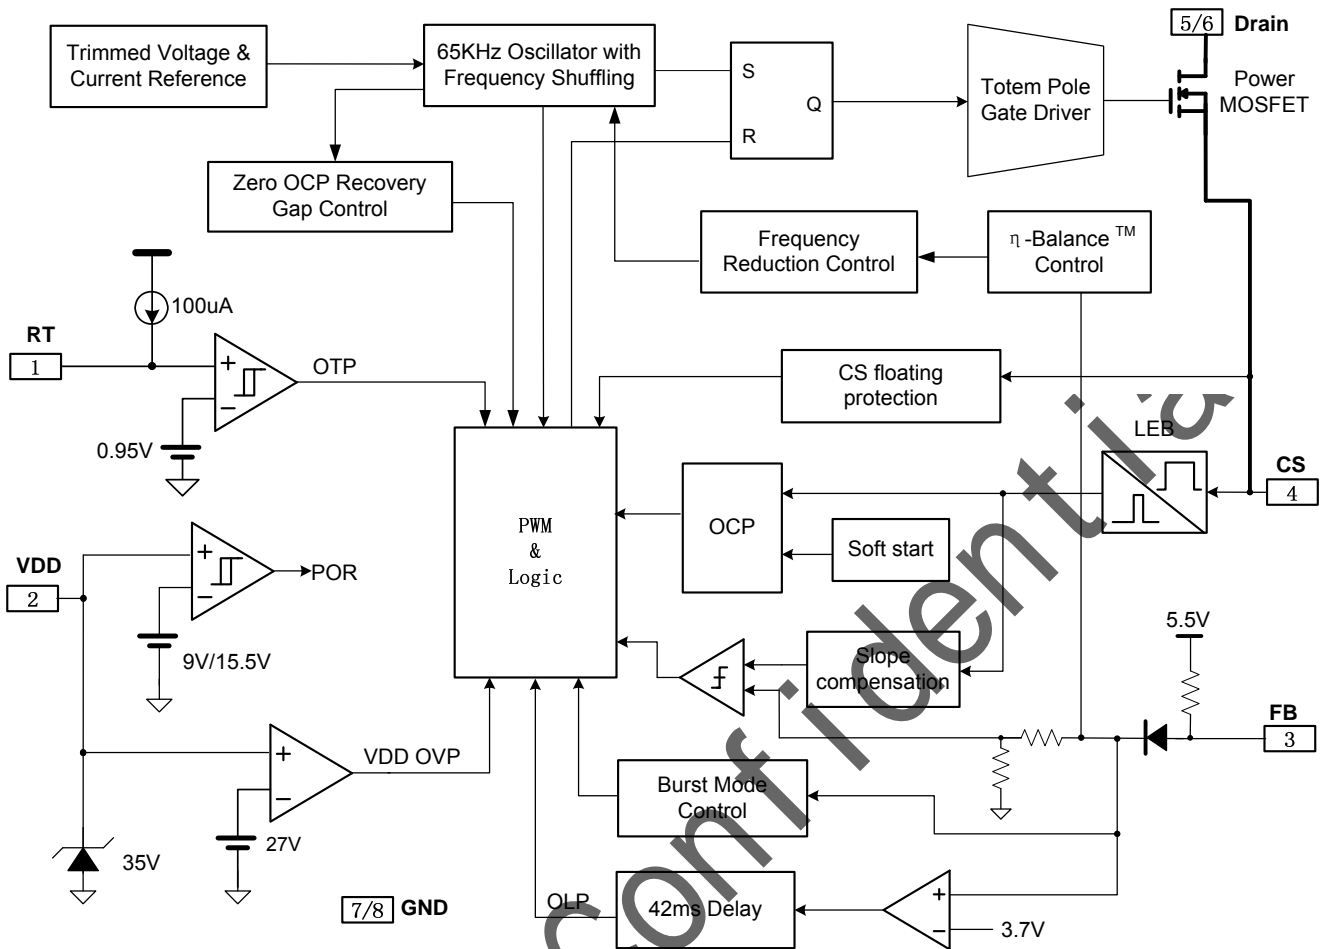 5/6 Drain
Trimmed Voltage &
Current Reference
65KHz Oscillator with
Frequency Shuffling
S
R
Q
Totem Pole
Gate Driver
Power
MOSFET
Zero OCP Recovery
Gap Control
Frequency
Reduction Control
η-Balance™
Control
100uA
RT
1
+
−
OTP
0.95V
CS floating
protection
LEB
CS
4
PWM
&
Logic
OCP
Soft start
VDD
2
+
−
POR
9V/15.5V
Slope
compensation
5.5V
FB
3
+
−
VDD OVP
27V
35V
Burst Mode
Control
7/8 GND
OLP
42ms Delay
+
−
3.7V
confidential